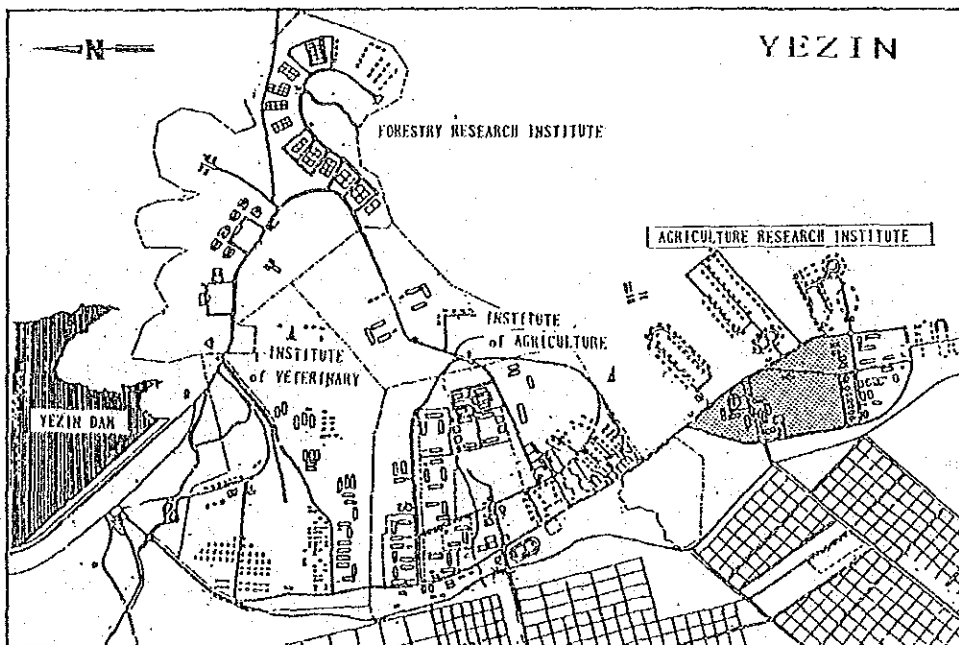 N
YEZIN
FORESTRY RESEARCH INSTITUTE
AGRICULTURE RESEARCH INSTITUTE
INSTITUTE
of AGRICULTURE
INSTITUTE
of VETERINARY
YEZIN DAM